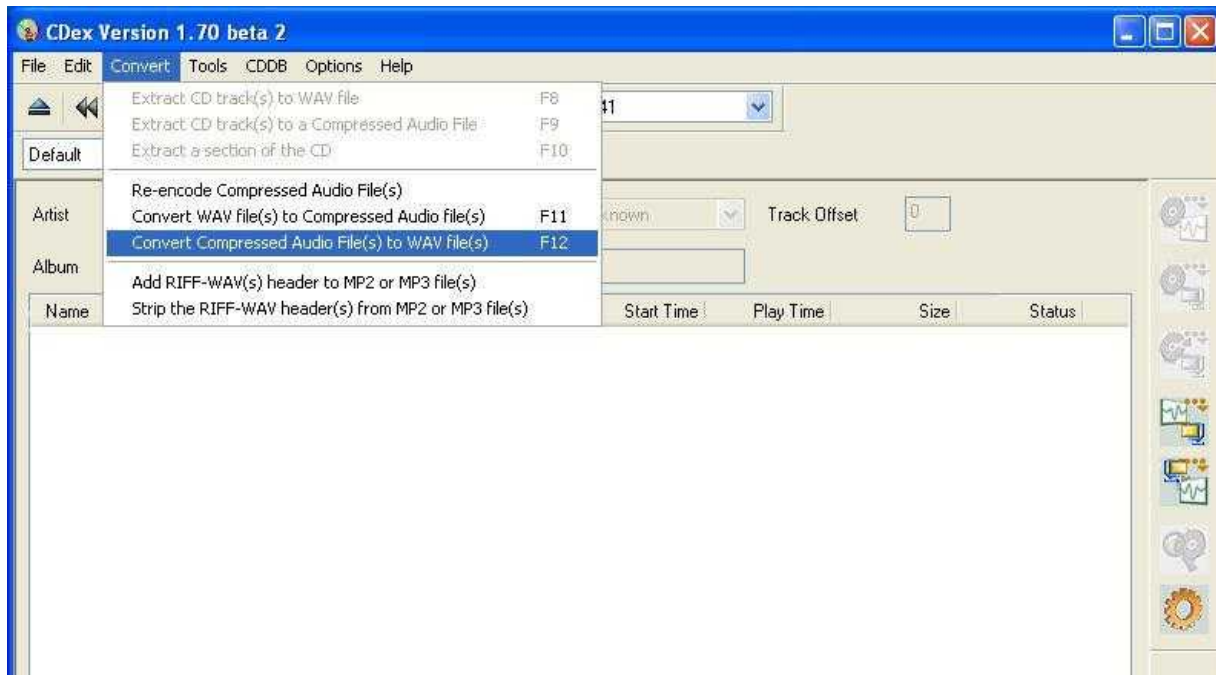 CDex Version 1.70 beta 2
File Edit Convert Tools CDDB Options Help
Extract CD track(s) to WAV file F8
Extract CD track(s) to a Compressed Audio File F9
Extract a section of the CD F10
Re-encode Compressed Audio File(s)
Convert WAV file(s) to Compressed Audio file(s) F11
Convert Compressed Audio File(s) to WAV file(s) F12
Add RIFF-WAV(s) header to MP2 or MP3 file(s)
Strip the RIFF-WAV header(s) from MP2 or MP3 file(s)
41
Default
Artist known Track Offset 0
Album
Name Start Time Play Time Size Status